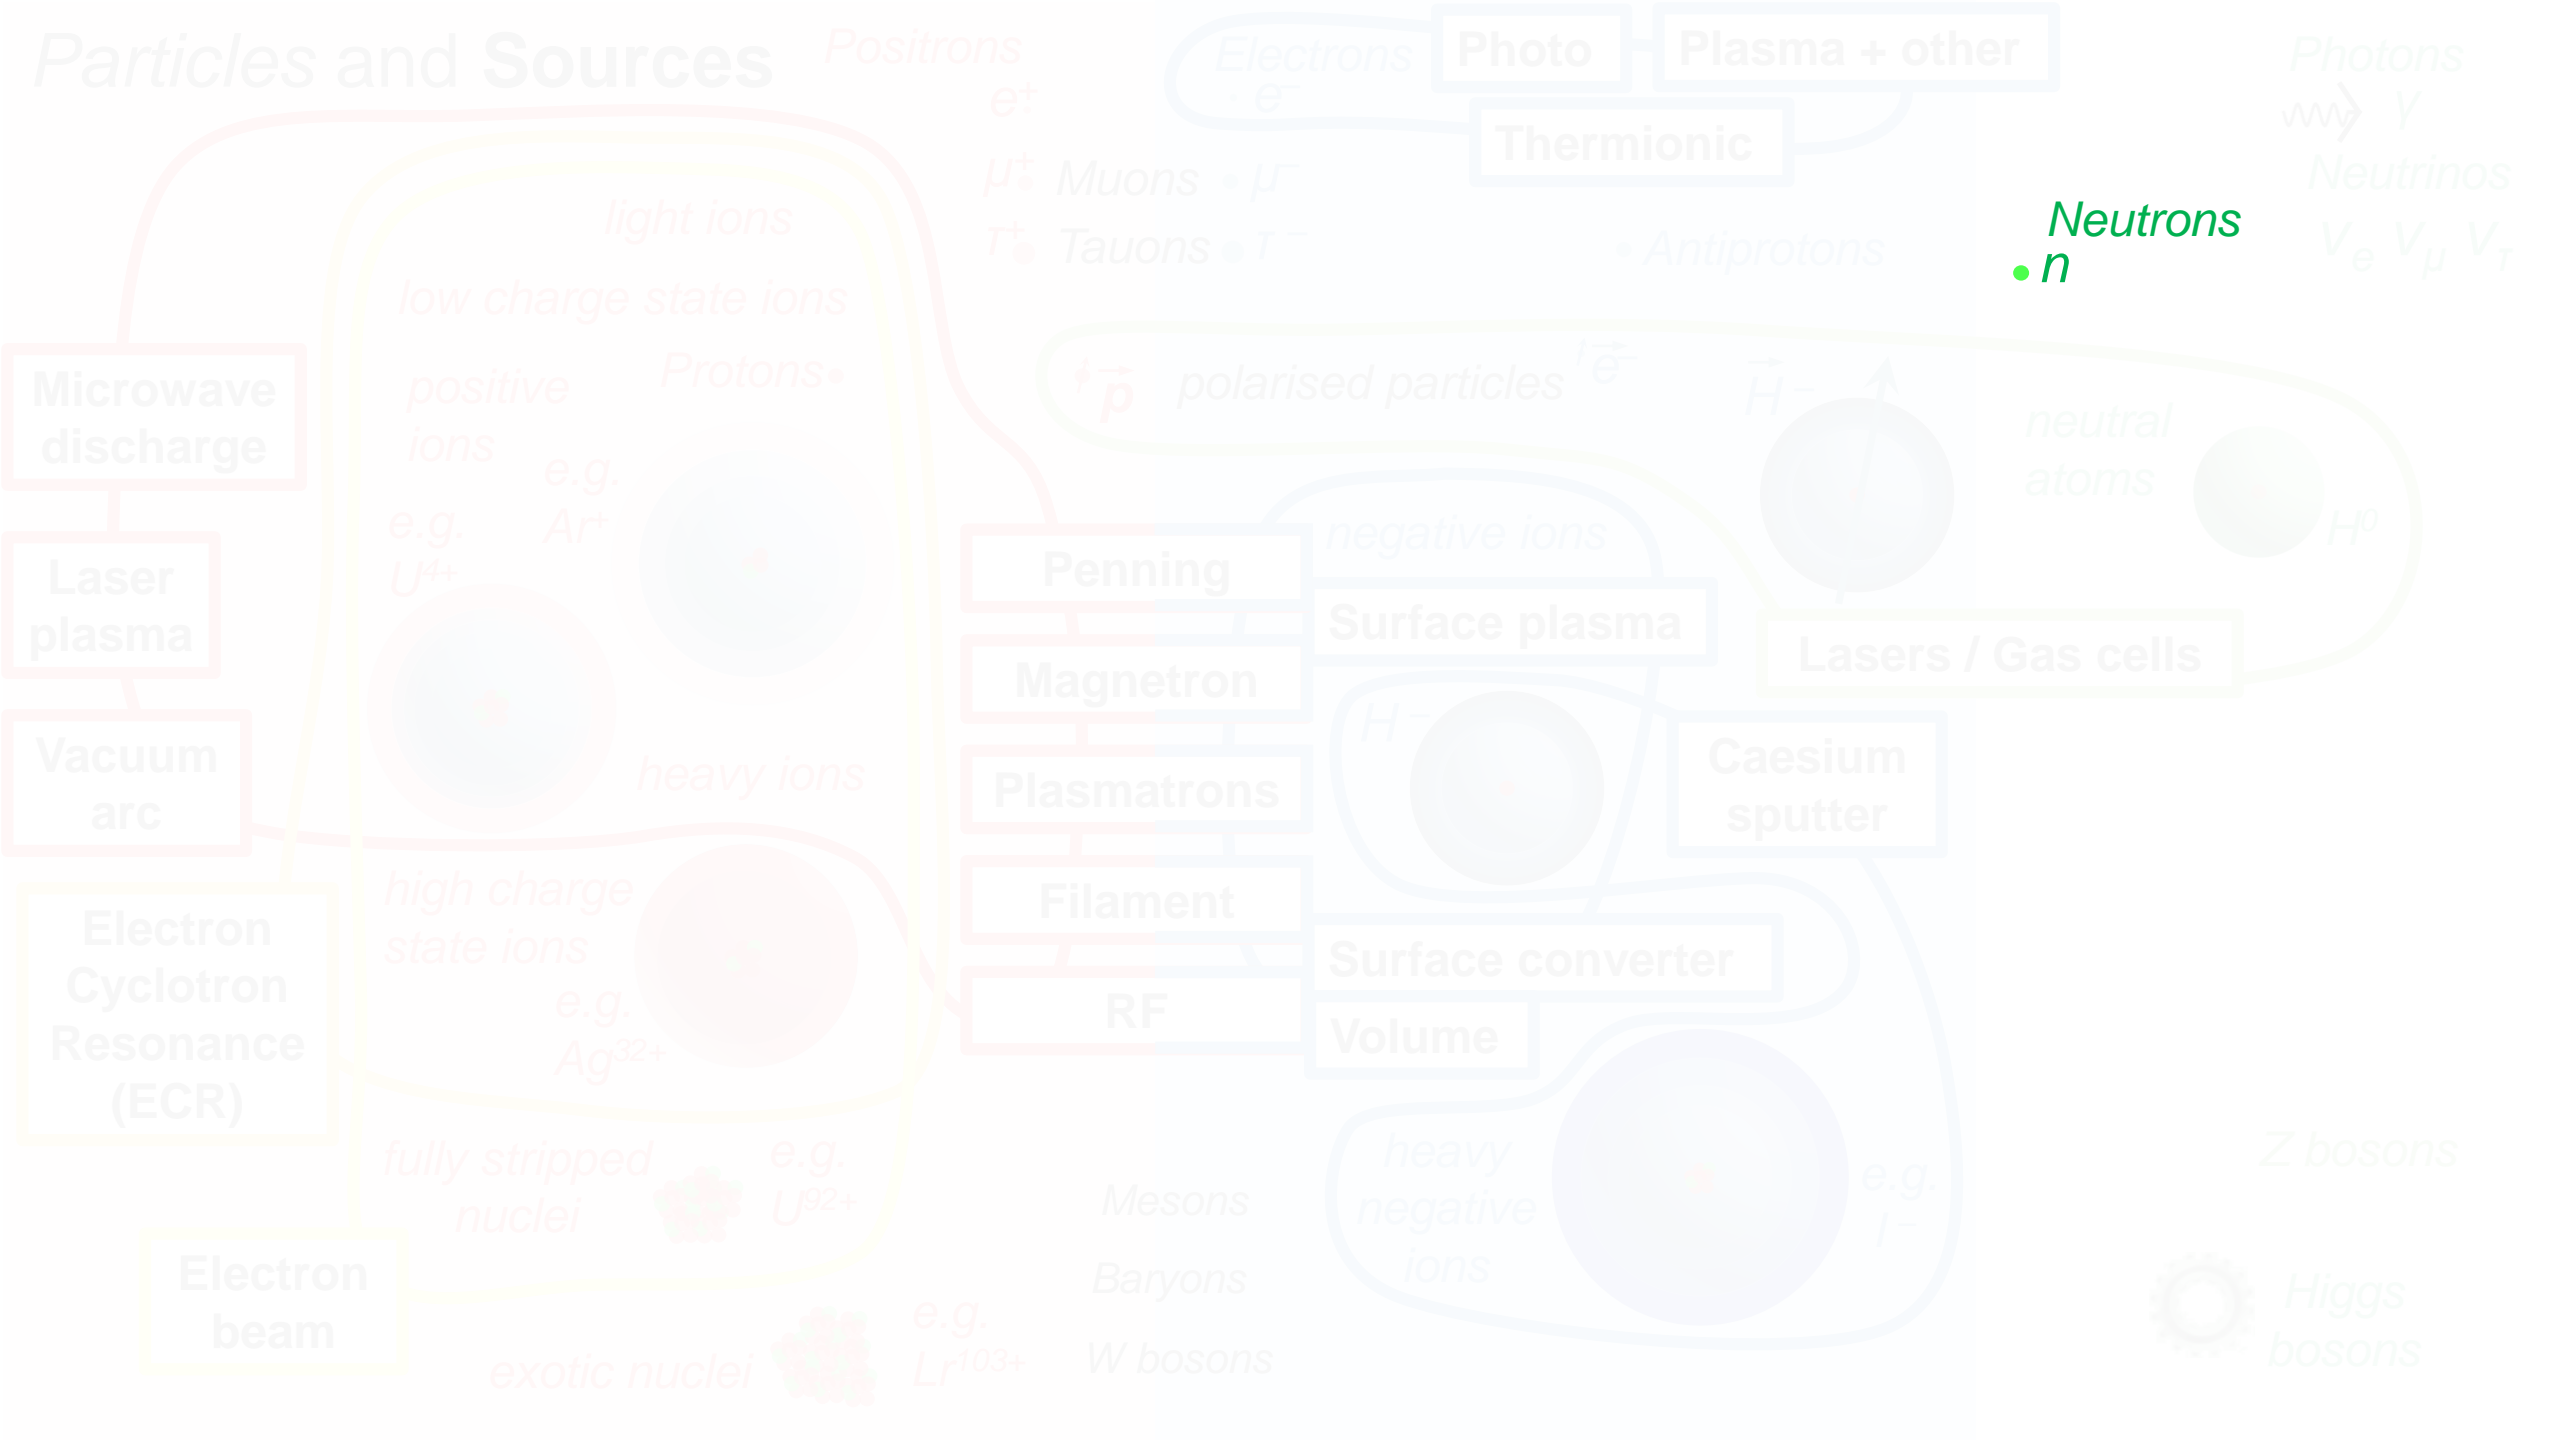 Particles and Sources
Positrons
e⁺
μ⁺ Muons μ⁻
τ⁺ Tauons τ⁻
Electrons
e⁻
Photo
Plasma + other
Thermionic
Photons
γ
Neutrinos
νe νμ ντ
Neutrons
n
Antiprotons
light ions
low charge state ions
positive
ions
Protons
e.g.
Ar⁺
e.g.
U⁴⁺
heavy ions
Microwave
discharge
Laser
plasma
Vacuum
arc
Electron
Cyclotron
Resonance
(ECR)
Electron
beam
high charge
state ions
e.g.
Ag³²⁺
fully stripped
nuclei
e.g.
U⁹²⁺
exotic nuclei
e.g.
Lr¹⁰³⁺
p polarised particles e⁻
H⁻
neutral
atoms
H⁰
Lasers / Gas cells
Penning
Magnetron
Plasmatrons
Filament
RF
negative ions
Surface plasma
H⁻
Caesium
sputter
Surface converter
Volume
heavy
negative
ions
e.g.
I⁻
Mesons
Baryons
W bosons
Z bosons
Higgs
bosons